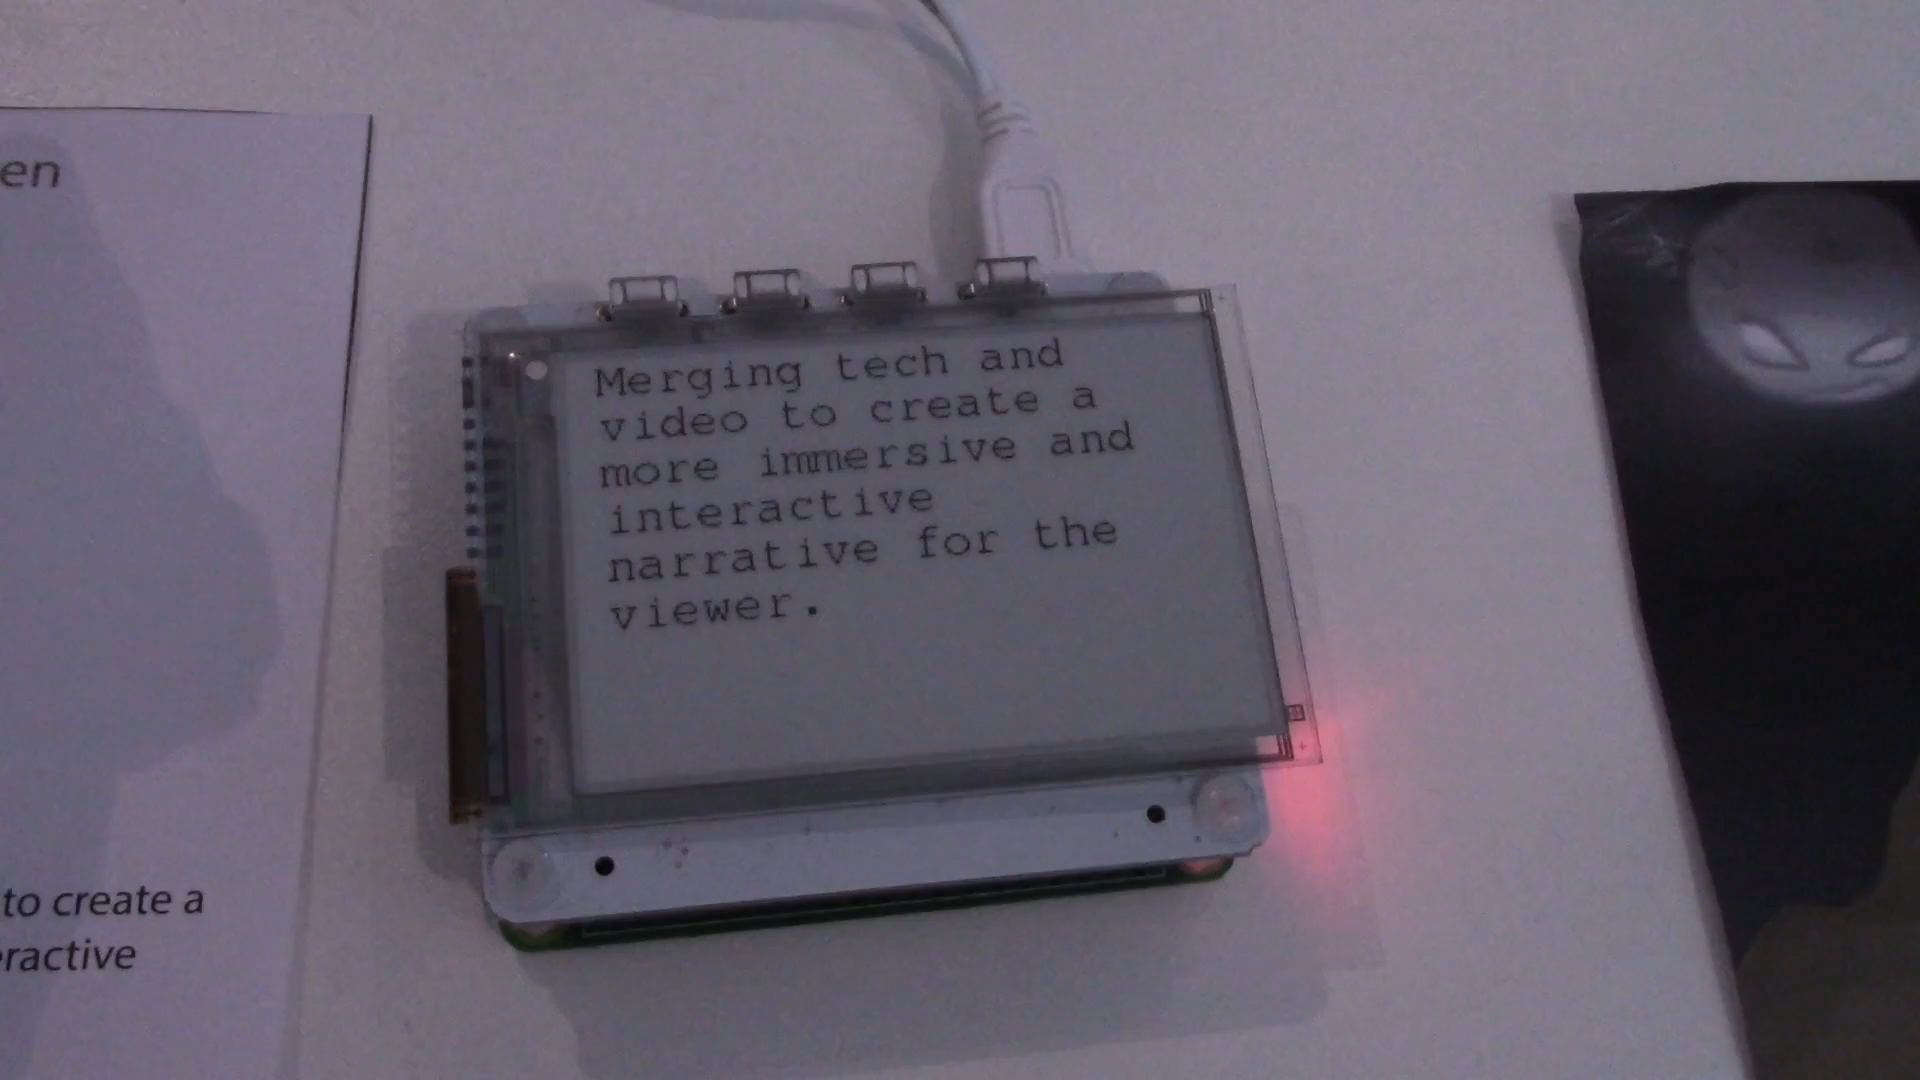 en
Merging tech and
video to create a
more immersive and
interactive
narrative for the
viewer.
to create a
ractive